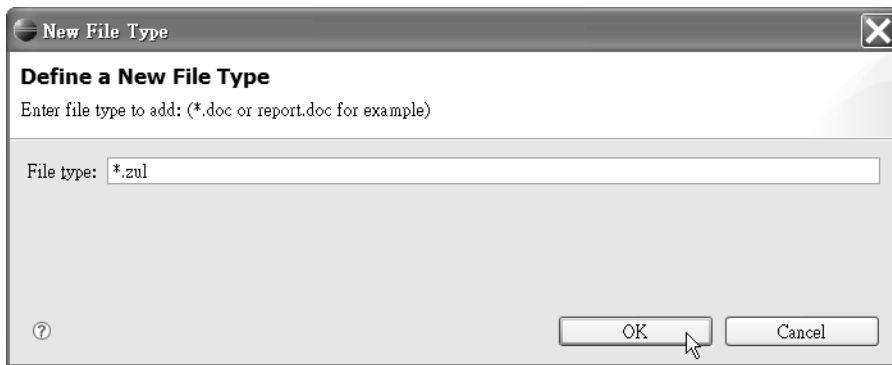 New File Type
Define a New File Type
Enter file type to add: (*.doc or report.doc for example)
File type: *.zul
OK Cancel